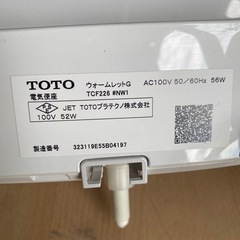 TOTO ウォームレットG AC100V 50/60Hz 56W
電気便座 TCF226 #NW1
PSE JET TOTOプラテクノ株式会社
100V 52W
製造番号 323119E55B04197